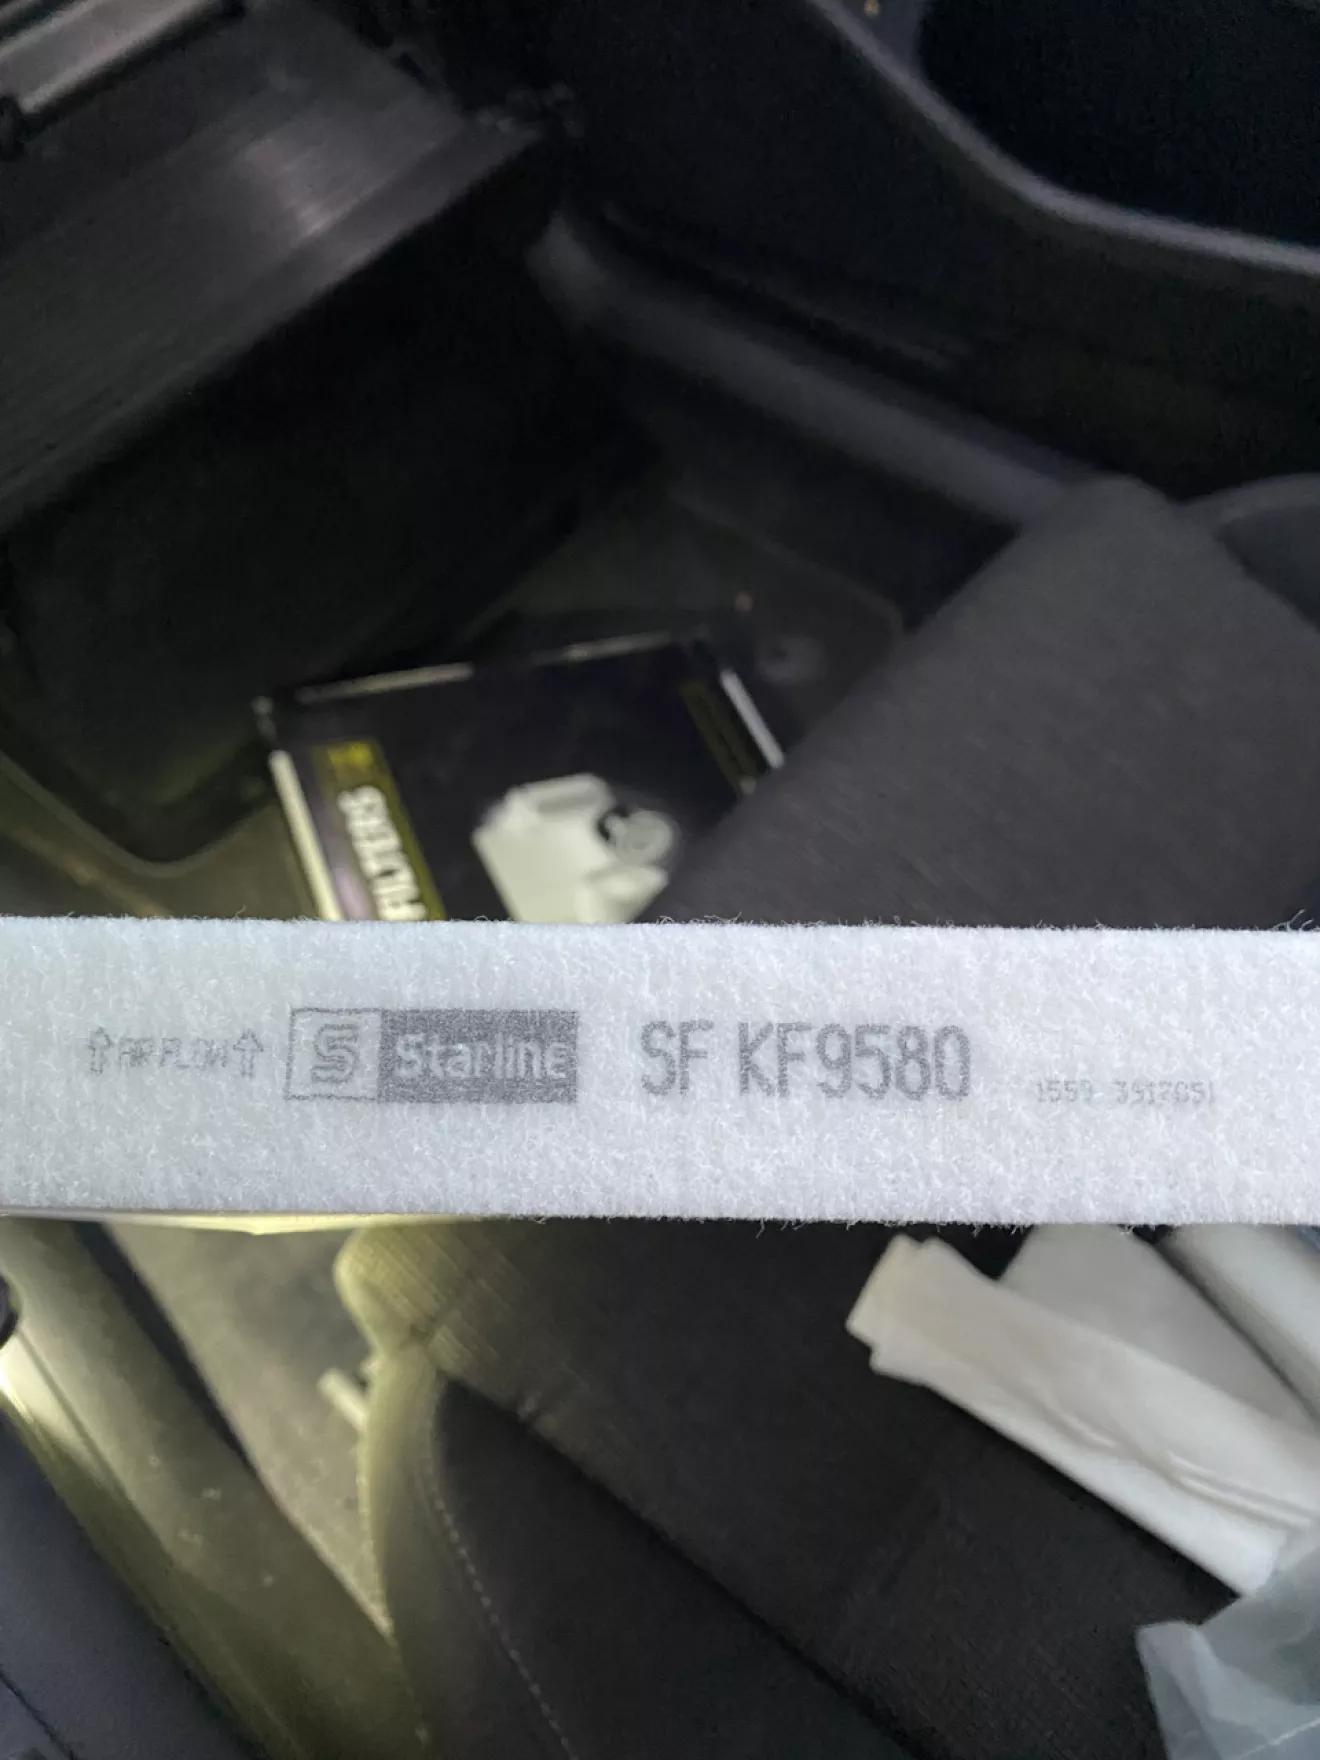 FILTERS
⇧AIR FLOW⇧ S Starline SF KF9580